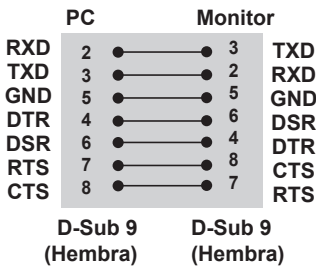 PC Monitor
RXD 2 3 TXD
TXD 3 2 RXD
GND 5 5 GND
DTR 4 6 DSR
DSR 6 4 DTR
RTS 7 8 CTS
CTS 8 7 RTS
D-Sub 9 D-Sub 9
(Hembra) (Hembra)